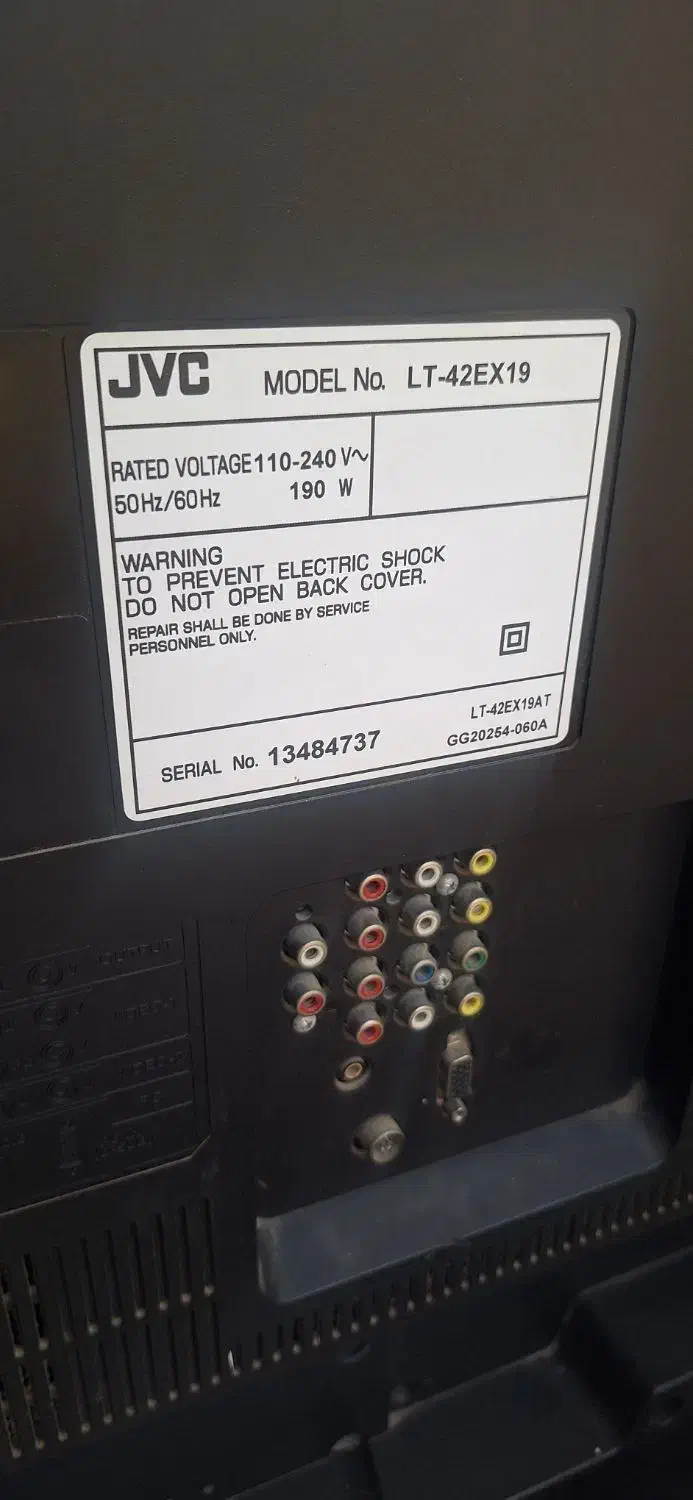 JVC MODEL No. LT-42EX19
RATED VOLTAGE 110-240 V~
50Hz/60Hz 190 W
WARNING
TO PREVENT ELECTRIC SHOCK
DO NOT OPEN BACK COVER.
REPAIR SHALL BE DONE BY SERVICE
PERSONNEL ONLY.
LT-42EX19AT
SERIAL No. 13484737 GG20254-060A
OUTPUT